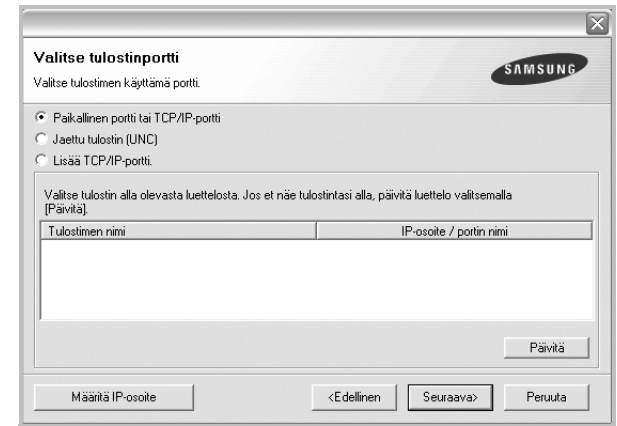 Valitse tulostinportti
Valitse tulostimen käyttämä portti.
SAMSUNG
Paikallinen portti tai TCP/IP-portti
Jaettu tulostin (UNC)
Lisää TCP/IP-portti.
Valitse tulostin alla olevasta luettelosta. Jos et näe tulostintasi alla, päivitä luettelo valitsemalla
[Päivitä].
Tulostimen nimi IP-osoite / portin nimi
Päivitä
Määritä IP-osoite <Edellinen Seuraava> Peruuta